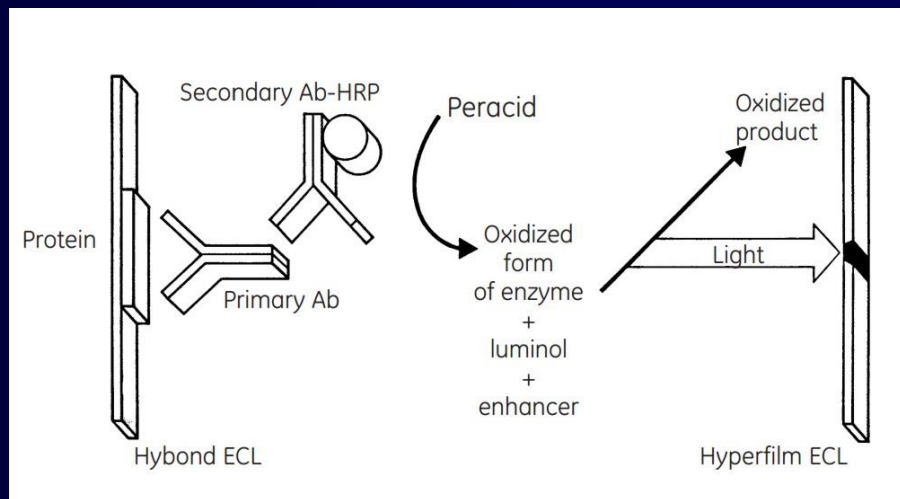 Secondary Ab-HRP
Peracid
Oxidized
product
Protein
Primary Ab
Oxidized
form
of enzyme
+
luminol
+
enhancer
Light
Hybond ECL
Hyperfilm ECL